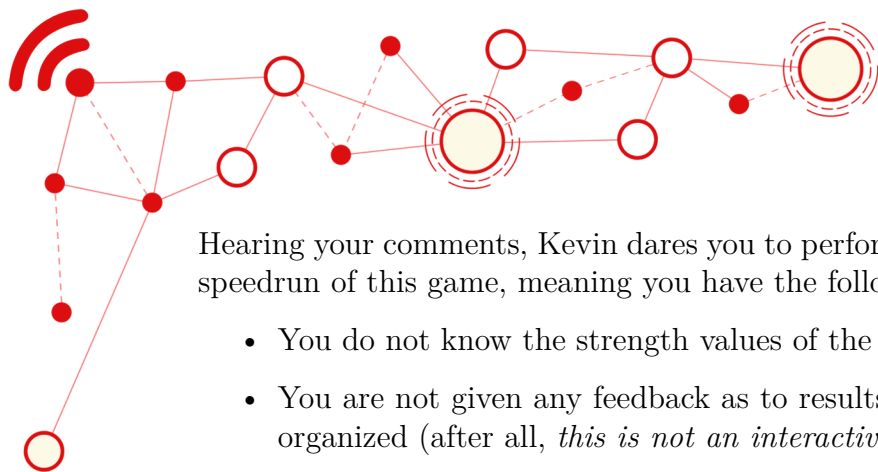 Hearing your comments, Kevin dares you to perfor
speedrun of this game, meaning you have the follo
• You do not know the strength values of the
• You are not given any feedback as to results
organized (after all, this is not an interactiv